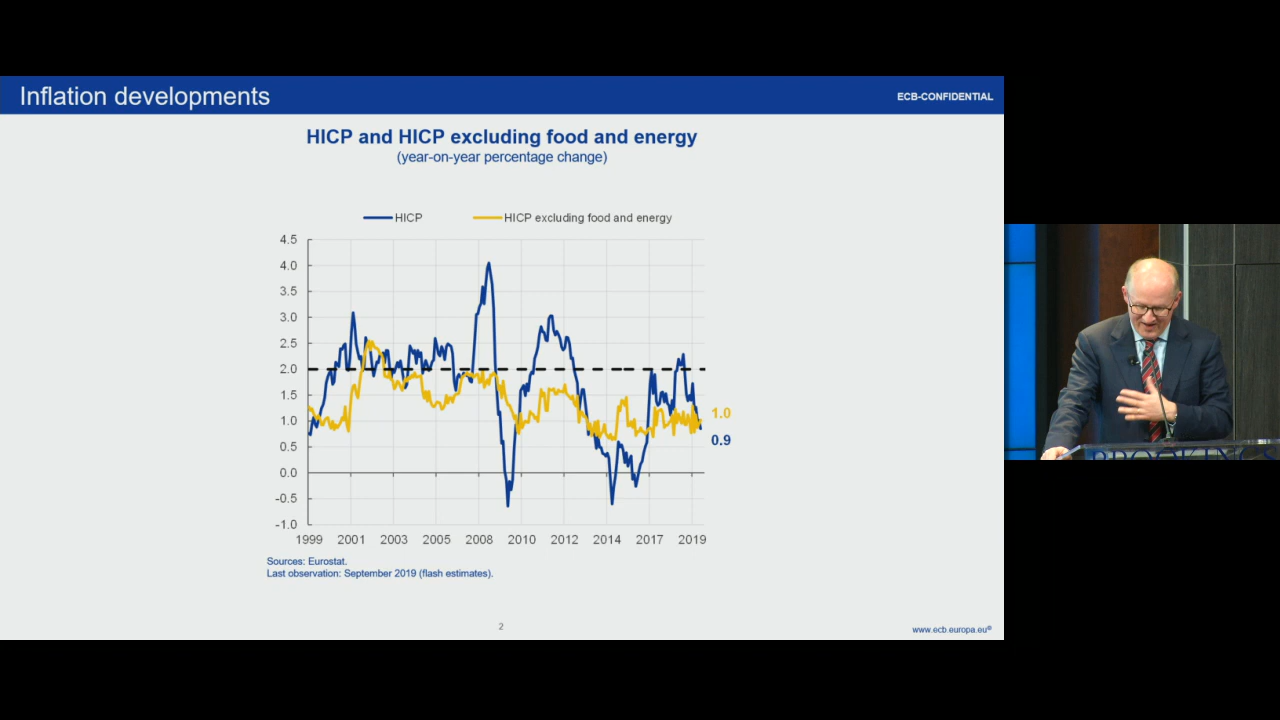 Inflation developments
ECB-CONFIDENTIAL
HICP and HICP excluding food and energy
(year-on-year percentage change)
HICP
HICP excluding food and energy
4.5
4.0
3.5
3.0
2.5
2.0
1.5
1.0
0.5
0.0
-0.5
-1.0
1.0
0.9
1999 2001 2003 2005 2008 2010 2012 2014 2017 2019
Sources: Eurostat.
Last observation: September 2019 (flash estimates).
2
www.ecb.europa.eu©
BROOKINGS